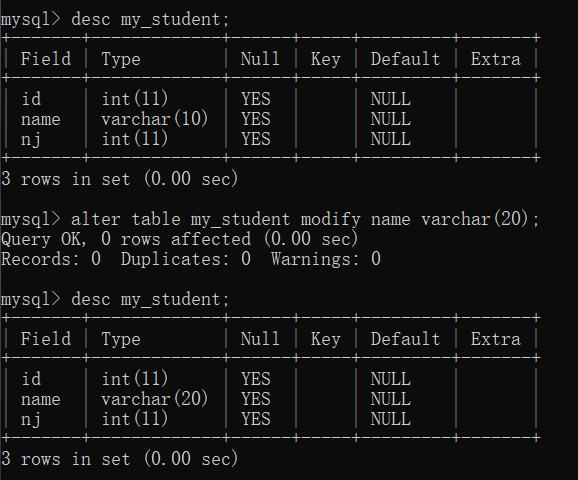 mysql> desc my_student;
+-------+-------------+------+-----+---------+-------+
| Field | Type        | Null | Key | Default | Extra |
+-------+-------------+------+-----+---------+-------+
| id    | int(11)     | YES  |     | NULL    |       |
| name  | varchar(10) | YES  |     | NULL    |       |
| nj    | int(11)     | YES  |     | NULL    |       |
+-------+-------------+------+-----+---------+-------+
3 rows in set (0.00 sec)
mysql> alter table my_student modify name varchar(20);
Query OK, 0 rows affected (0.00 sec)
Records: 0  Duplicates: 0  Warnings: 0
mysql> desc my_student;
+-------+-------------+------+-----+---------+-------+
| Field | Type        | Null | Key | Default | Extra |
+-------+-------------+------+-----+---------+-------+
| id    | int(11)     | YES  |     | NULL    |       |
| name  | varchar(20) | YES  |     | NULL    |       |
| nj    | int(11)     | YES  |     | NULL    |       |
+-------+-------------+------+-----+---------+-------+
3 rows in set (0.00 sec)